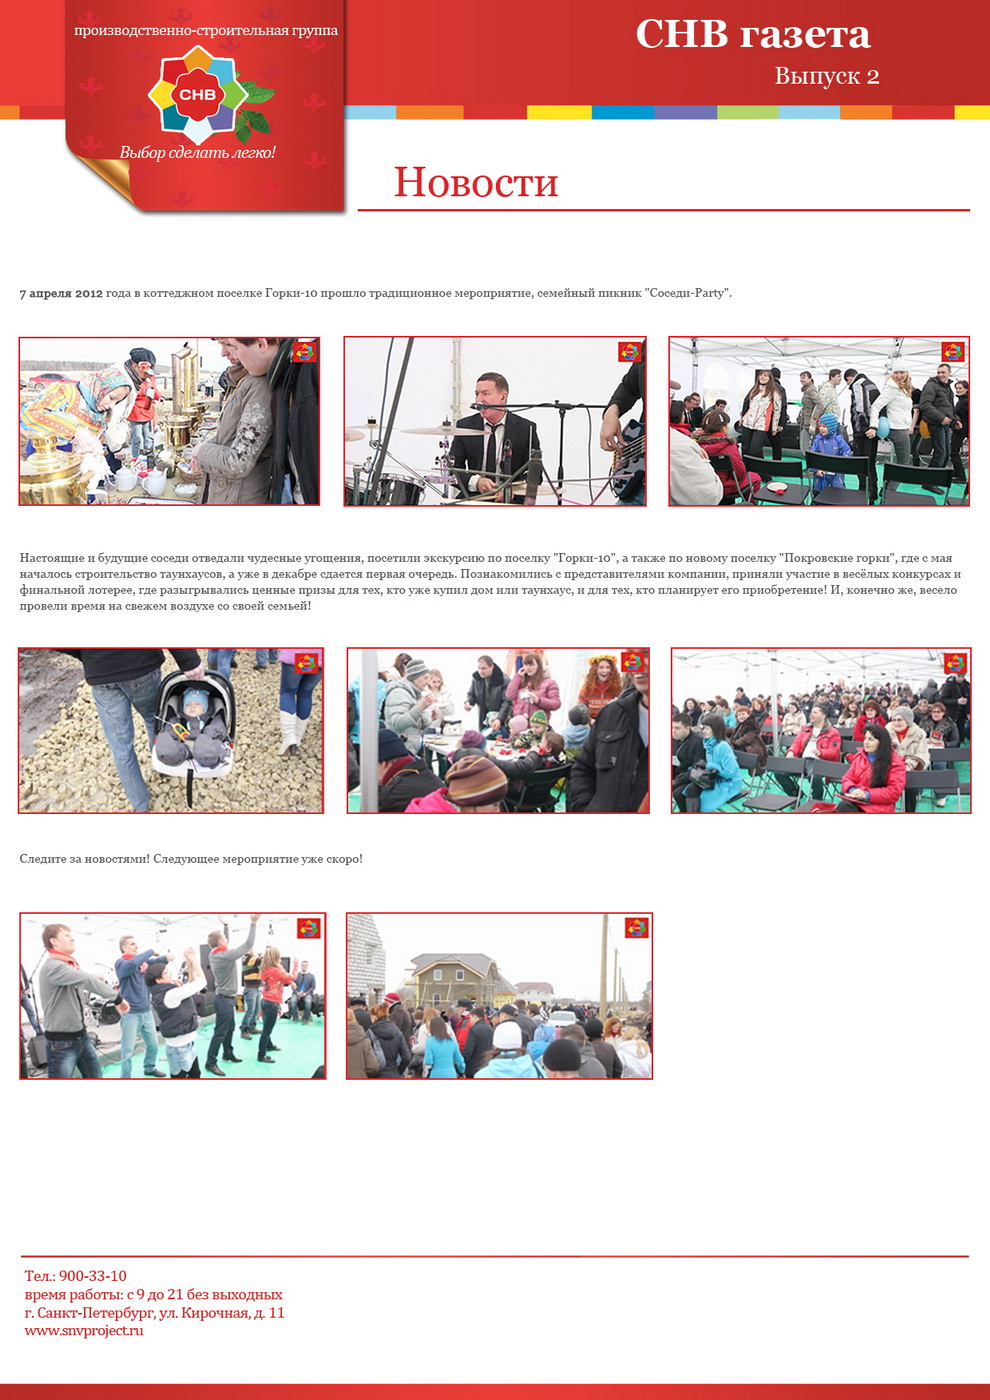 производственно-строительная группа
СНВ
Выбор сделать легко!
СНВ газета
Выпуск 2
Новости
7 апреля 2012 года в коттеджном поселке Горки-10 прошло традиционное мероприятие, семейный пикник "Соседи-Party".
Настоящие и будущие соседи отведали чудесные угощения, посетили экскурсию по поселку "Горки-10", а также по новому поселку "Покровские горки", где с мая
началось строительство таунхаусов, а уже в декабре сдается первая очередь. Познакомились с представителями компании, приняли участие в весёлых конкурсах и
финальной лотерее, где разыгрывались ценные призы для тех, кто уже купил дом или таунхаус, и для тех, кто планирует его приобретение! И, конечно же, весело
провели время на свежем воздухе со своей семьей!
Следите за новостями! Следующее мероприятие уже скоро!
Тел.: 900-33-10
время работы: с 9 до 21 без выходных
г. Санкт-Петербург, ул. Кирочная, д. 11
www.snvproject.ru